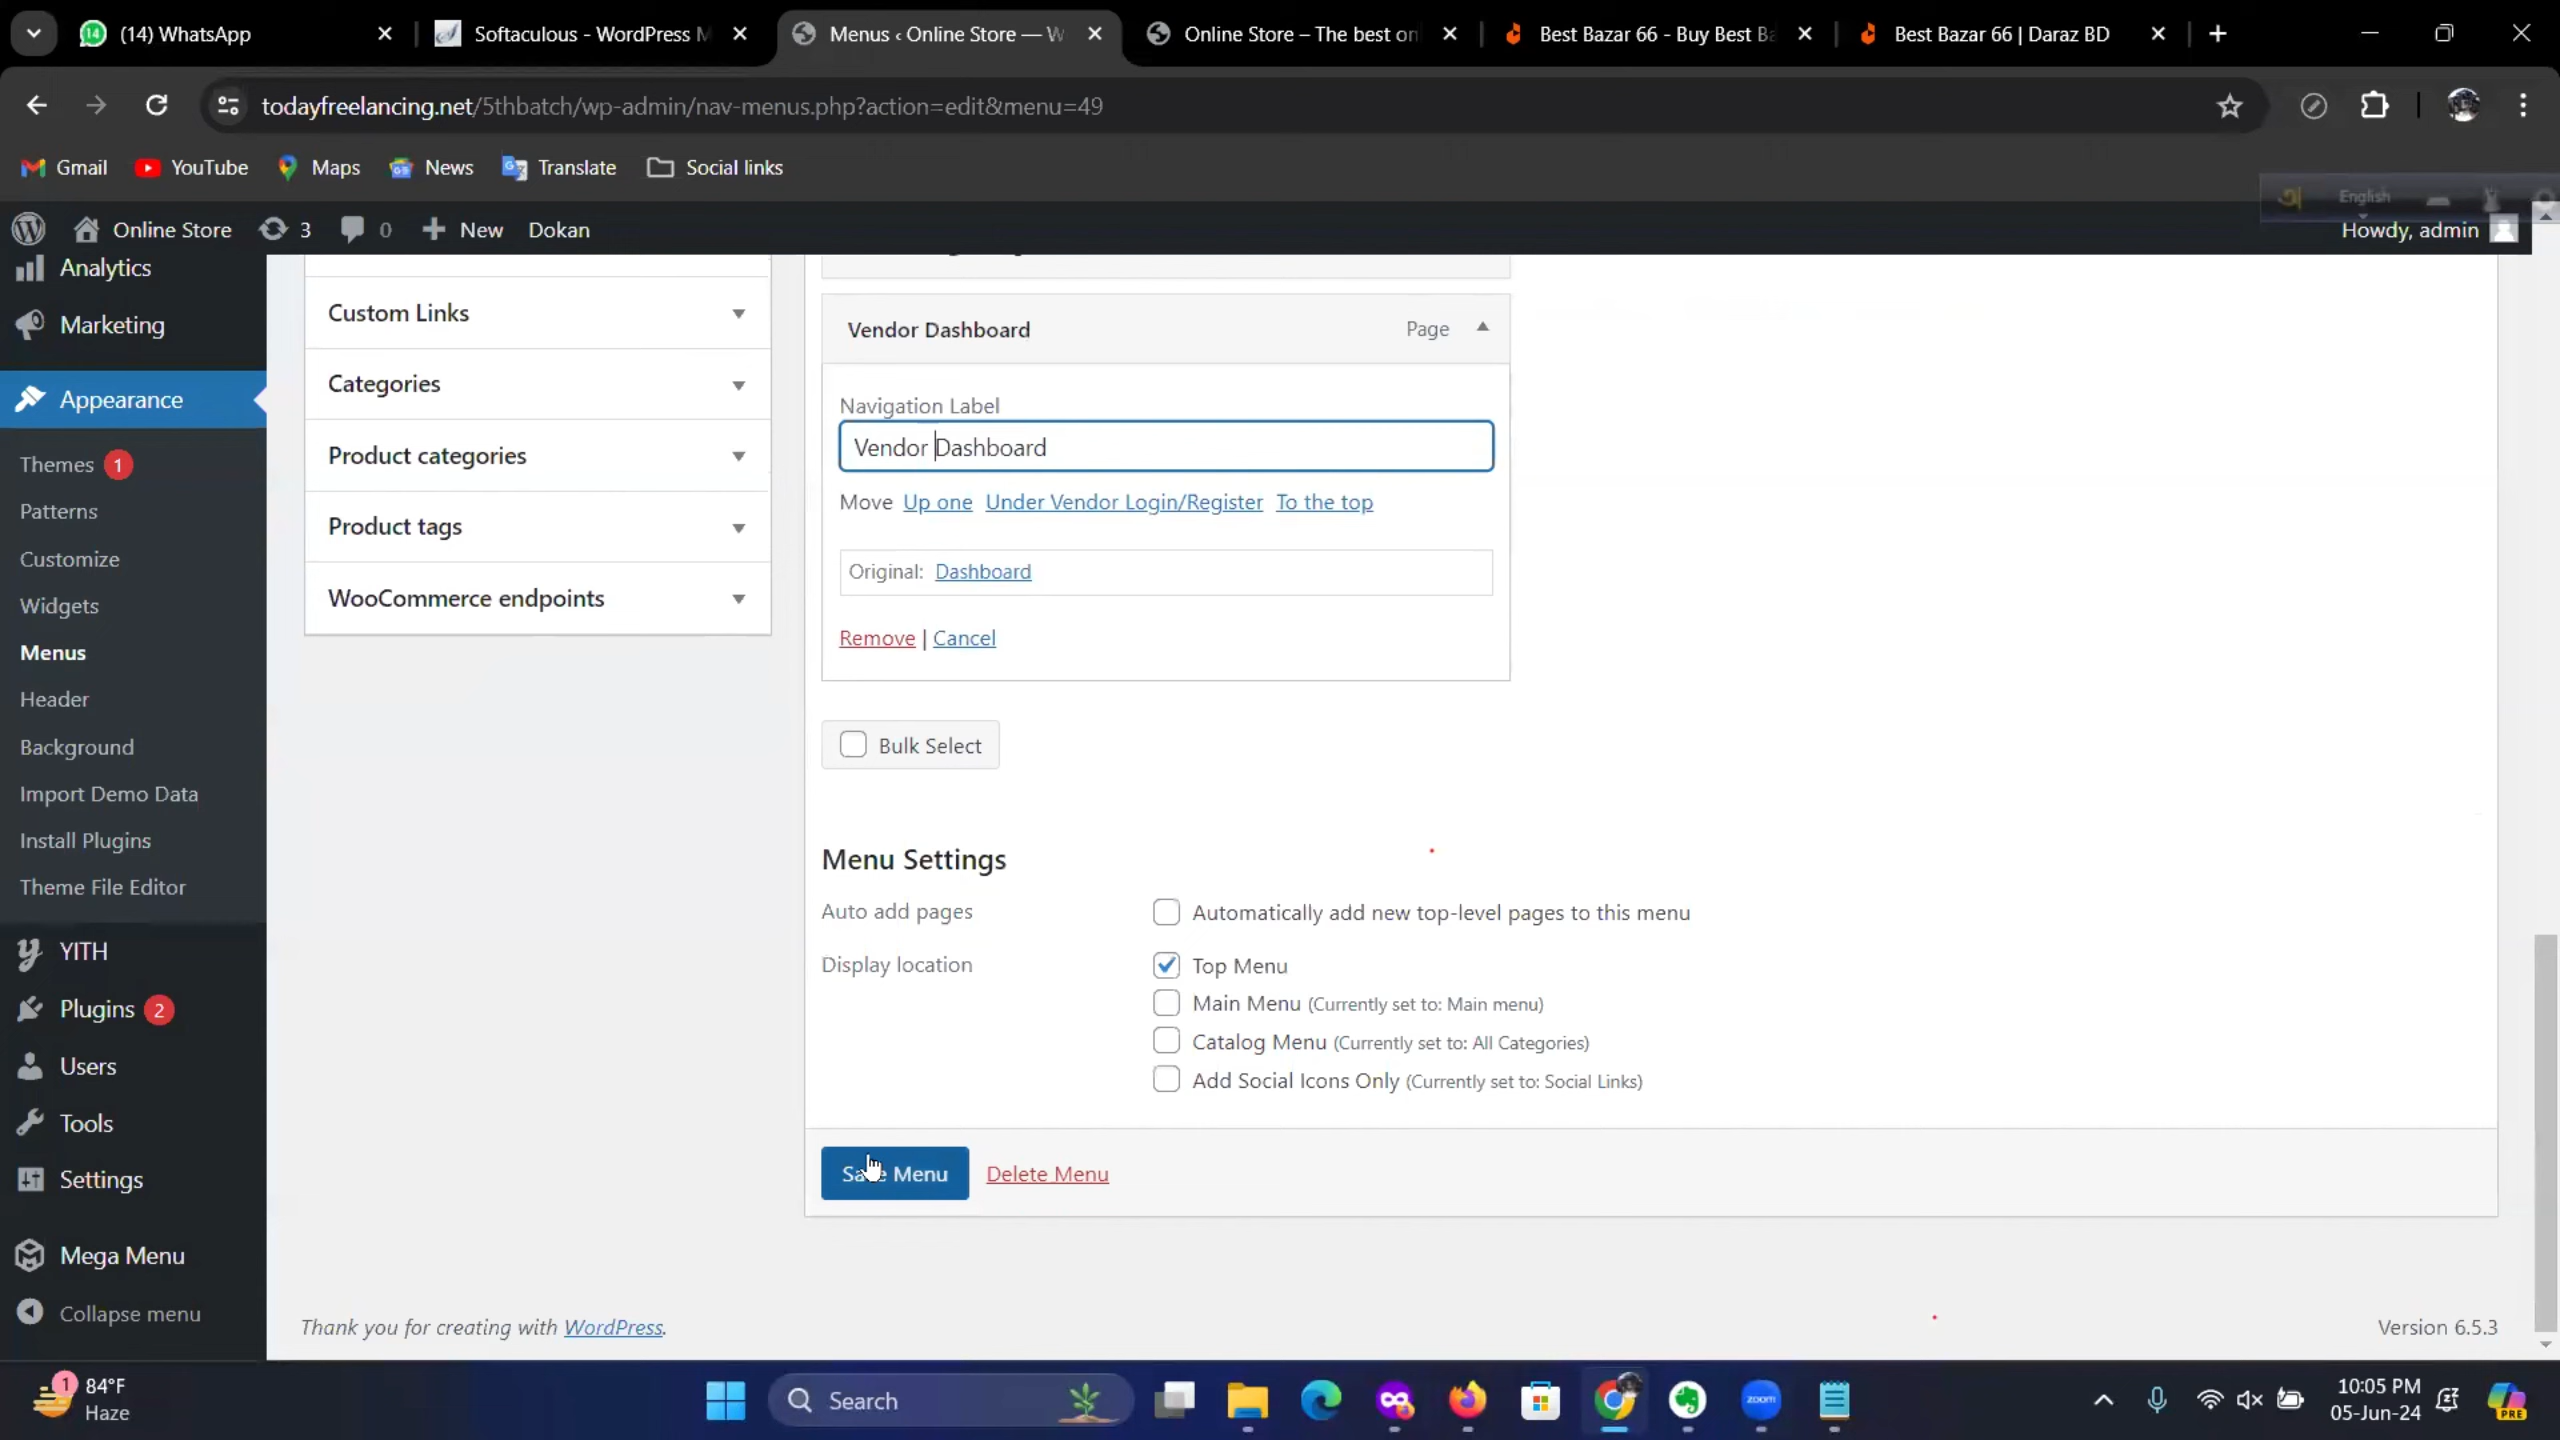 (14) WhatsApp
Softaculous - WordPress M
Menus ‹ Online Store — W
Online Store – The best on
Best Bazar 66 - Buy Best Ba
Best Bazar 66 | Daraz BD
todayfreelancing.net/5thbatch/wp-admin/nav-menus.php?action=edit&menu=49
Gmail
YouTube
Maps
News
Translate
Social links
English
Online Store
3
0
New
Dokan
Howdy, admin
Analytics
Marketing
Appearance
Themes 1
Patterns
Customize
Widgets
Menus
Header
Background
Import Demo Data
Install Plugins
Theme File Editor
YITH
Plugins 2
Users
Tools
Settings
Mega Menu
Collapse menu
Custom Links
Categories
Product categories
Product tags
WooCommerce endpoints
Vendor Dashboard Page
Navigation Label
Vendor Dashboard
Move Up one Under Vendor Login/Register To the top
Original: Dashboard
Remove | Cancel
Bulk Select
Menu Settings
Auto add pages
Automatically add new top-level pages to this menu
Display location
Top Menu
Main Menu (Currently set to: Main menu)
Catalog Menu (Currently set to: All Categories)
Add Social Icons Only (Currently set to: Social Links)
Save Menu Delete Menu
Thank you for creating with WordPress.
Version 6.5.3
1
84°F
Haze
Search
zoom
10:05 PM
05-Jun-24
PRE